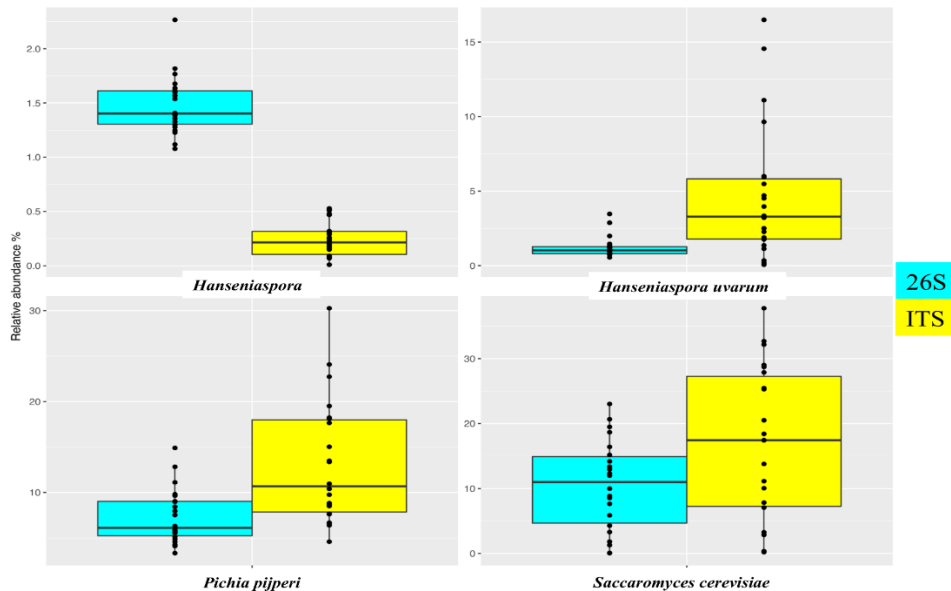 2.0
1.5
1.0
0.5
0.0
15
10
5
0
Hanseniaspora
Hanseniaspora uvarum
Relative abundance %
26S
ITS
30
20
10
30
20
10
0
Pichia pijperi
Saccaromyces cerevisiae